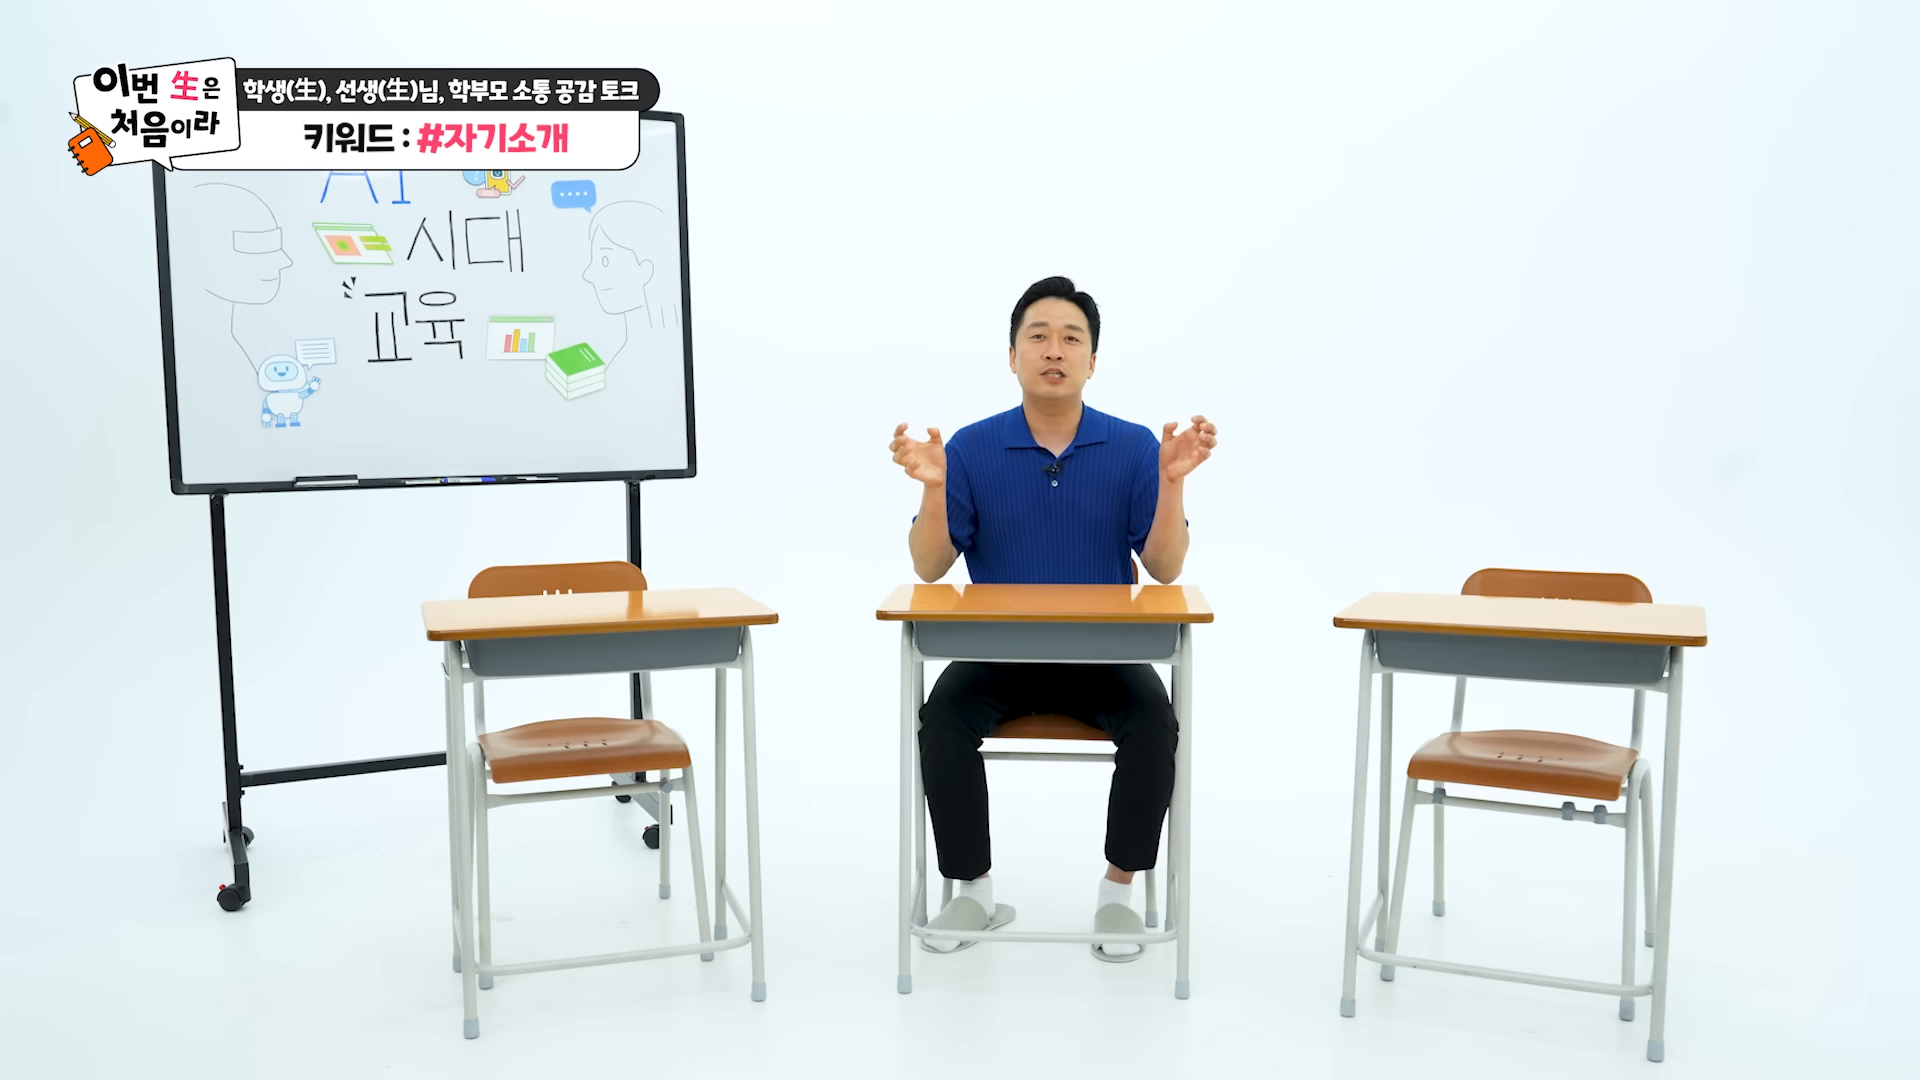 이번 生은
처음이라
학생(生), 선생(生)님, 학부모 소통 공감 토크
키워드 : #자기소개
AI
시대
교육